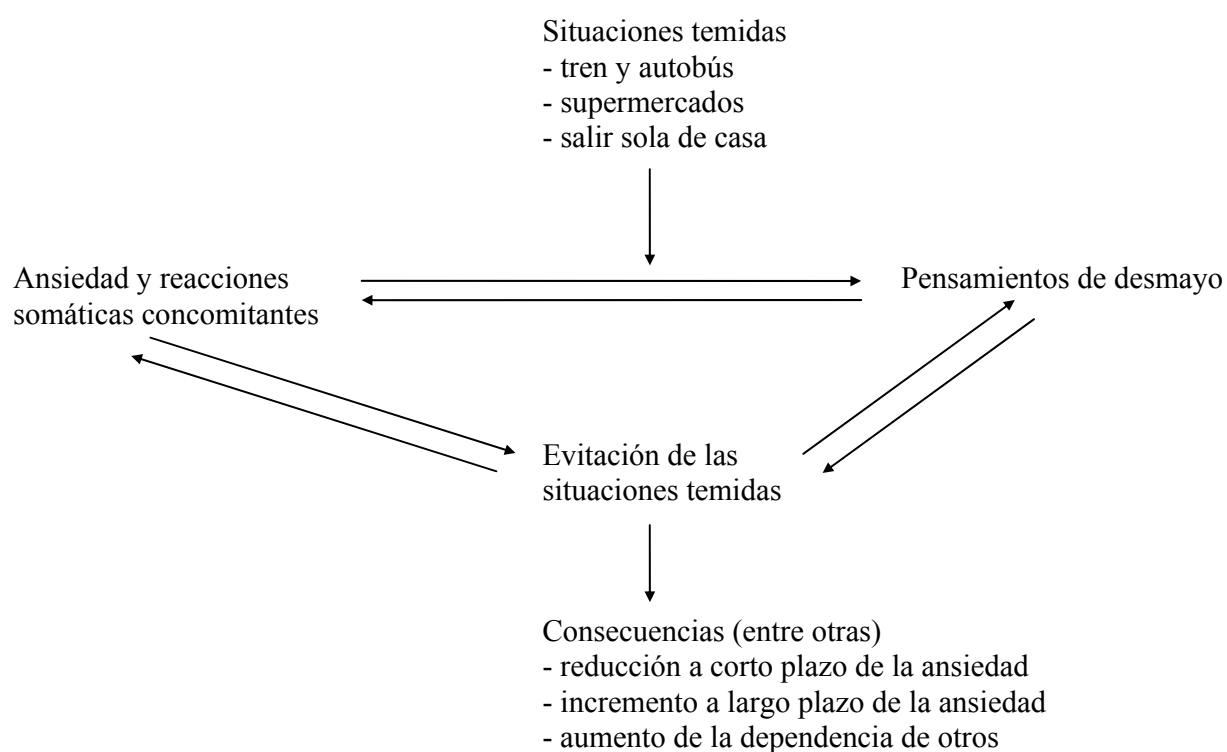 Situaciones temidas
- tren y autobús
- supermercados
- salir sola de casa
Ansiedad y reacciones
somáticas concomitantes
Pensamientos de desmayo
Evitación de las
situaciones temidas
Consecuencias (entre otras)
- reducción a corto plazo de la ansiedad
- incremento a largo plazo de la ansiedad
- aumento de la dependencia de otros